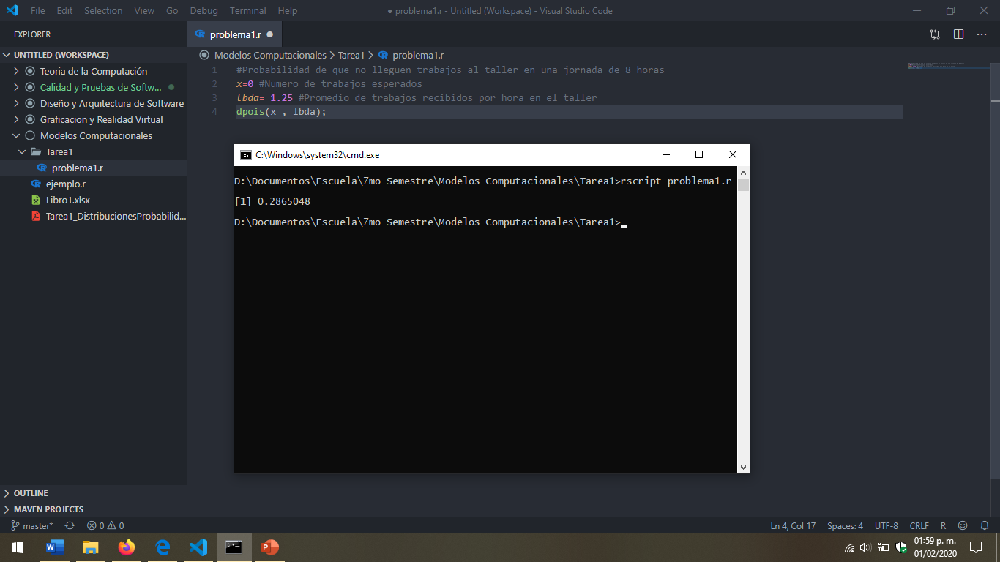 File Edit Selection View Go Debug Terminal Help
● problema1.r - Untitled (Workspace) - Visual Studio Code
EXPLORER
problema1.r ●
UNTITLED (WORKSPACE)
Teoria de la Computación
Calidad y Pruebas de Softw...
Diseño y Arquitectura de Software
Graficacion y Realidad Virtual
Modelos Computacionales
Tarea1
problema1.r
ejemplo.r
Libro1.xlsx
Tarea1_DistribucionesProbabilid...
OUTLINE
MAVEN PROJECTS
Modelos Computacionales > Tarea1 > problema1.r
1 #Probabilidad de que no lleguen trabajos al taller en una jornada de 8 horas
2 x=0 #Numero de trabajos esperados
3 lbda= 1.25 #Promedio de trabajos recibidos por hora en el taller
4 dpois(x , lbda);
C:\Windows\system32\cmd.exe
D:\Documentos\Escuela\7mo Semestre\Modelos Computacionales\Tarea1>rscript problema1.r
[1] 0.2865048
D:\Documentos\Escuela\7mo Semestre\Modelos Computacionales\Tarea1>
master* 0 0
Ln 4, Col 17 Spaces: 4 UTF-8 CRLF R
01:59 p. m.
01/02/2020